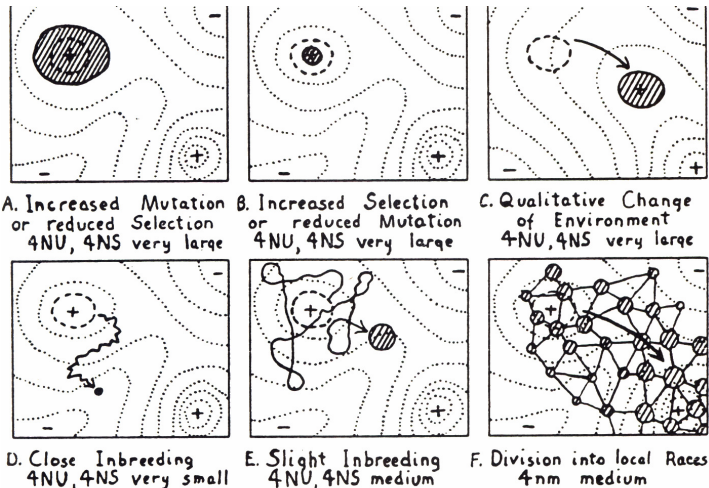 A. Increased Mutation
or reduced Selection
4NU, 4NS very large
B. Increased Selection
or reduced Mutation
4NU, 4NS very large
C. Qualitative Change
of Environment
4NU, 4NS very large
D. Close Inbreeding
4NU, 4NS very small
E. Slight Inbreeding
4NU, 4NS medium
F. Division into local Races
4nm medium